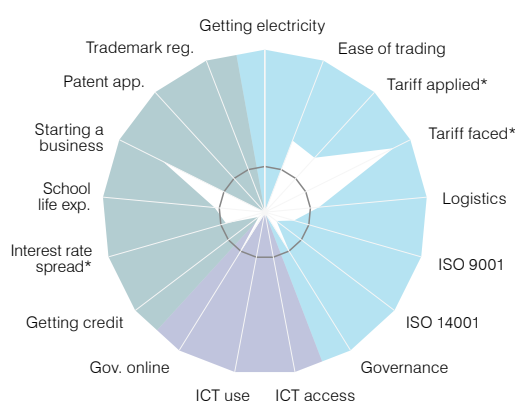 Getting electricity
Ease of trading
Tariff applied*
Tariff faced*
Logistics
ISO 9001
ISO 14001
Governance
ICT access
ICT use
Gov. online
Getting credit
Interest rate
spread*
School
life exp.
Starting a
business
Patent app.
Trademark reg.